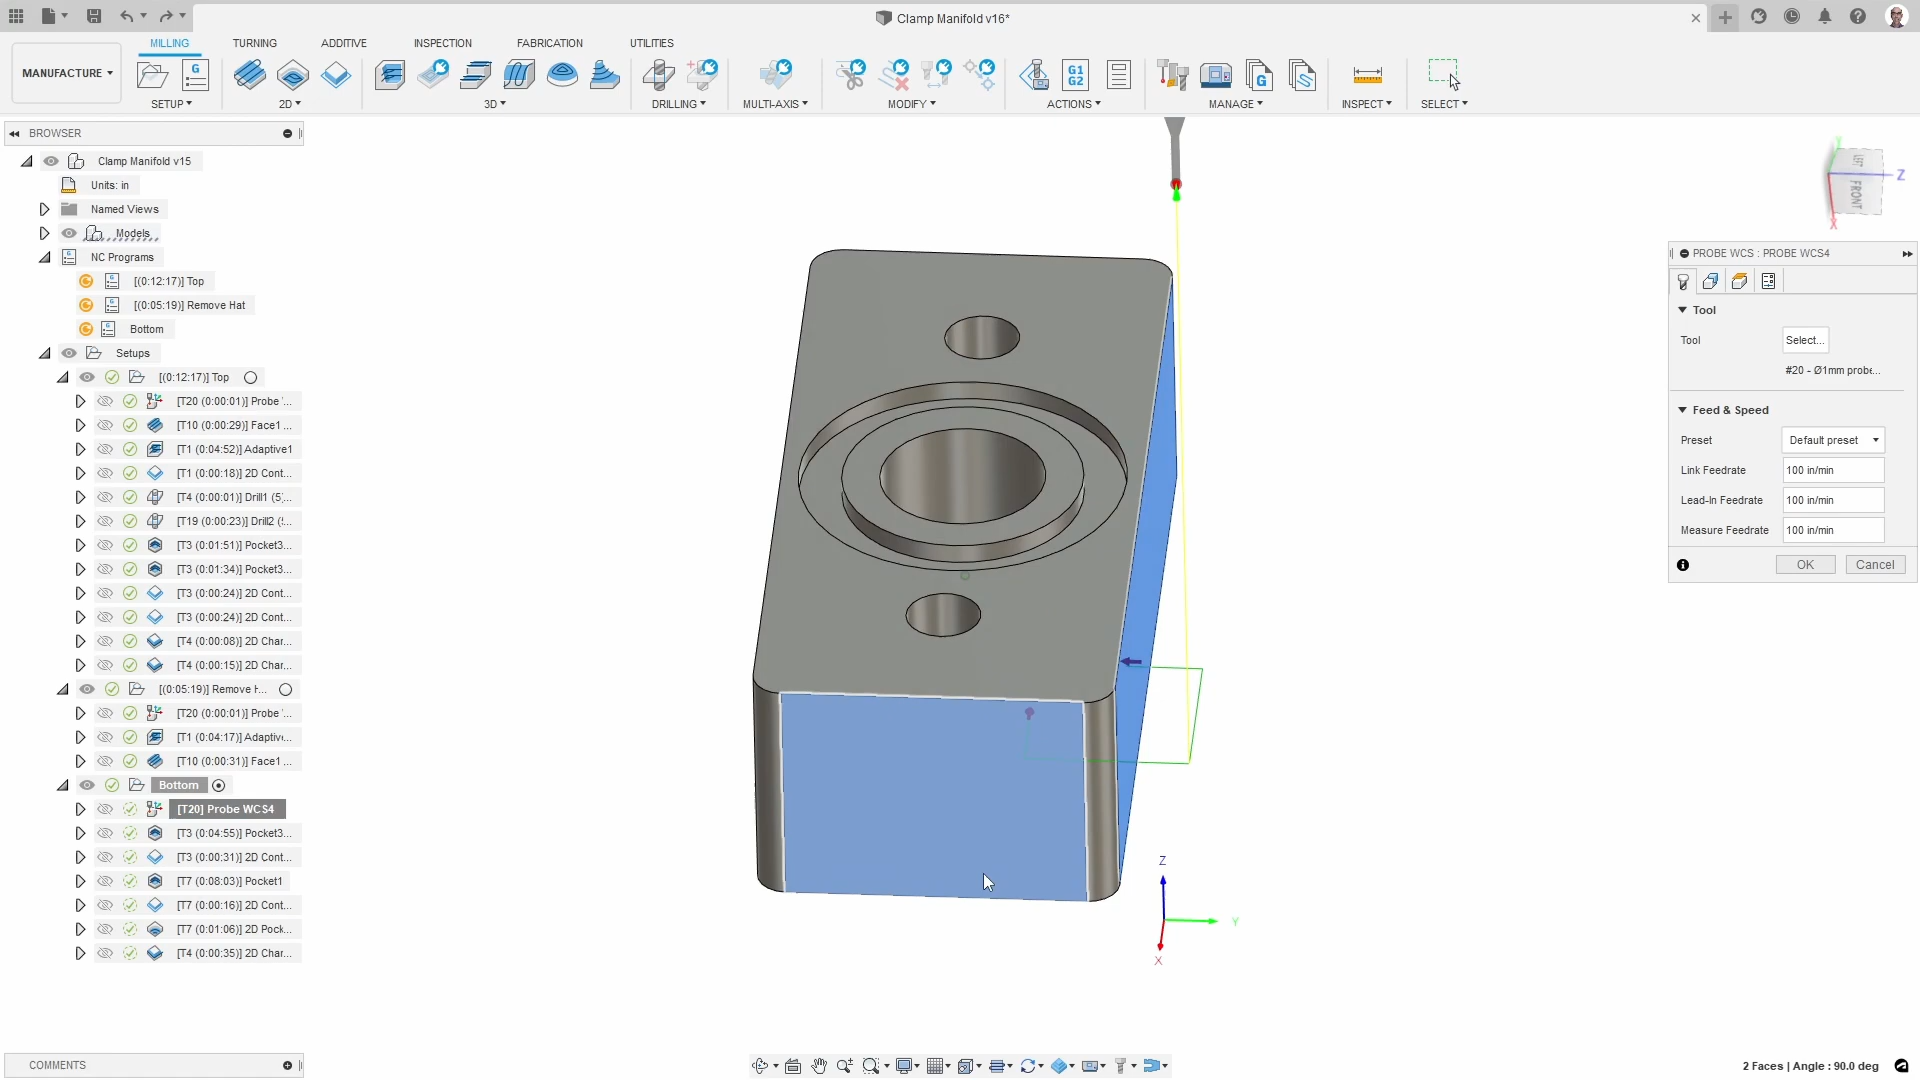 Clamp Manifold v16*
MILLING TURNING ADDITIVE INSPECTION FABRICATION UTILITIES
MANUFACTURE
G
G1
G2
SETUP 2D 3D DRILLING MULTI-AXIS MODIFY ACTIONS MANAGE INSPECT SELECT
BROWSER
Clamp Manifold v15
Units: in
Named Views
Models
NC Programs
[(0:12:17)] Top
[(0:05:19)] Remove Hat
Bottom
Setups
[(0:12:17)] Top
[T20 (0:00:01)] Probe '...
[T10 (0:00:29)] Face1 ...
[T1 (0:04:52)] Adaptive1
[T1 (0:00:18)] 2D Cont...
[T4 (0:00:01)] Drill1 (5)...
[T19 (0:00:23)] Drill2 (!...
[T3 (0:01:51)] Pocket3...
[T3 (0:01:34)] Pocket3...
[T3 (0:00:24)] 2D Cont...
[T3 (0:00:24)] 2D Cont...
[T4 (0:00:08)] 2D Char...
[T4 (0:00:15)] 2D Char...
[(0:05:19)] Remove H...
[T20 (0:00:01)] Probe '...
[T1 (0:04:17)] Adaptiv...
[T10 (0:00:31)] Face1 ...
Bottom
[T20] Probe WCS4
[T3 (0:04:55)] Pocket3...
[T3 (0:00:31)] 2D Cont...
[T7 (0:08:03)] Pocket1
[T7 (0:00:16)] 2D Cont...
[T7 (0:01:06)] 2D Pock...
[T4 (0:00:35)] 2D Char...
COMMENTS
Z
Y
X
LEFT
FRONT
Y
Z
X
PROBE WCS : PROBE WCS4
Tool
Tool Select...
#20 - Ø1mm probe...
Feed & Speed
Preset Default preset
Link Feedrate 100 in/min
Lead-In Feedrate 100 in/min
Measure Feedrate 100 in/min
OK Cancel
2 Faces | Angle : 90.0 deg